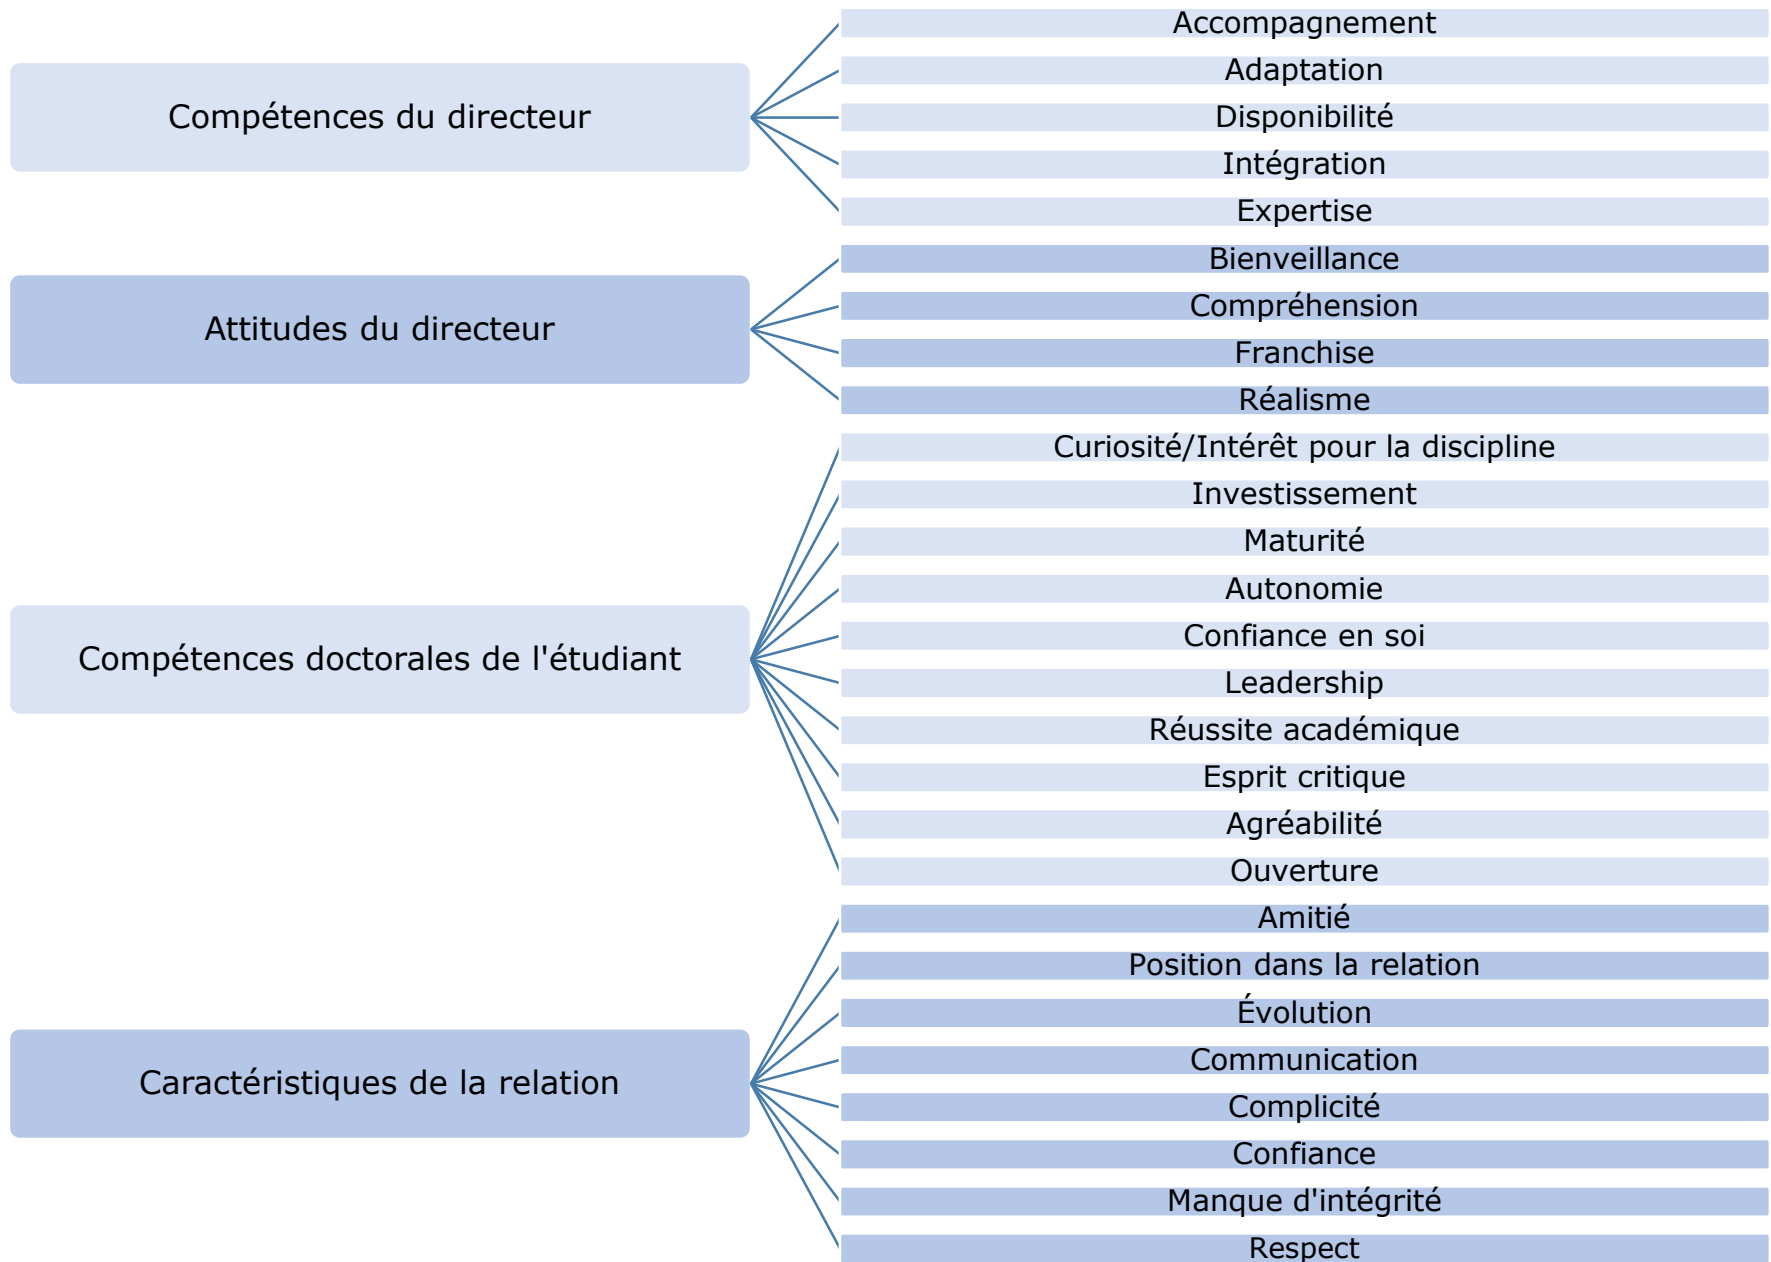 Compétences du directeur
Accompagnement
Adaptation
Disponibilité
Intégration
Expertise
Attitudes du directeur
Bienveillance
Compréhension
Franchise
Réalisme
Compétences doctorales de l'étudiant
Curiosité/Intérêt pour la discipline
Investissement
Maturité
Autonomie
Confiance en soi
Leadership
Réussite académique
Esprit critique
Agréabilité
Ouverture
Caractéristiques de la relation
Amitié
Position dans la relation
Évolution
Communication
Complicité
Confiance
Manque d'intégrité
Respect